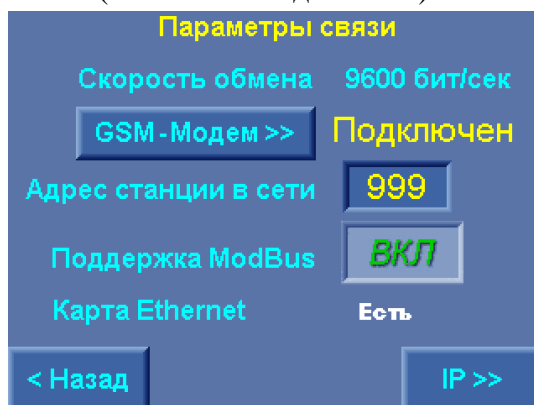 Параметры связи
Скорость обмена 9600 бит/сек
GSM-Модем >> Подключен
Адрес станции в сети 999
Поддержка ModBus ВКЛ
Карта Ethernet Есть
< Назад IP >>